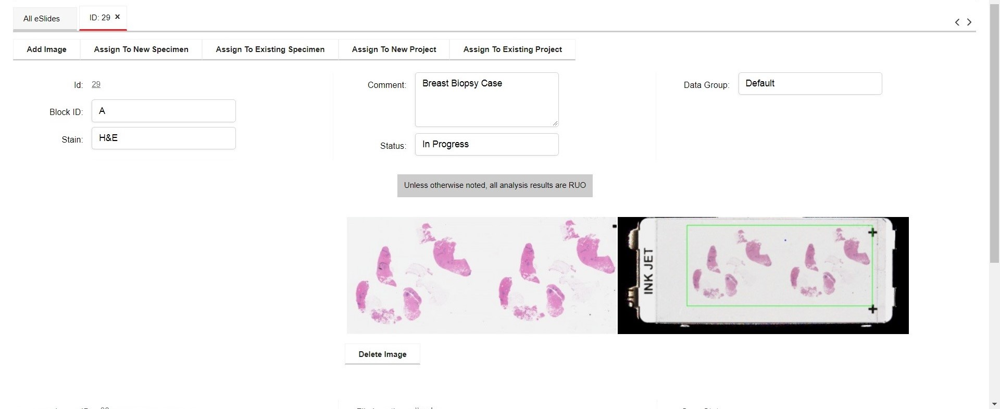 All eSlides
ID: 29 x
Add Image
Assign To New Specimen
Assign To Existing Specimen
Assign To New Project
Assign To Existing Project
Id: 29
Block ID: A
Stain: H&E
Comment: Breast Biopsy Case
Status: In Progress
Data Group: Default
Unless otherwise noted, all analysis results are RUO
INK JET
Delete Image